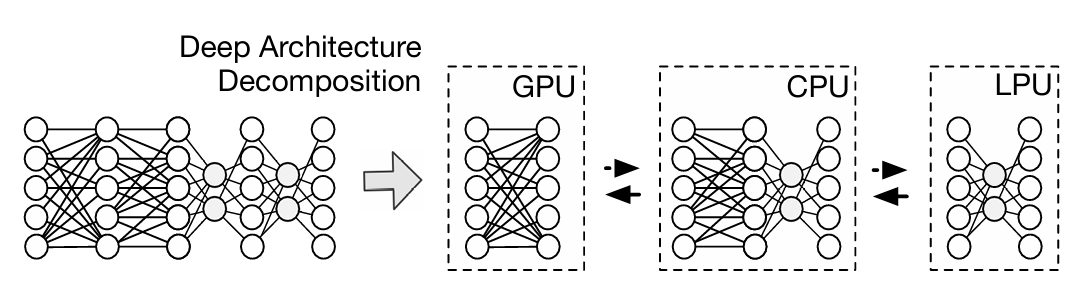 Deep Architecture
Decomposition
GPU
CPU
LPU